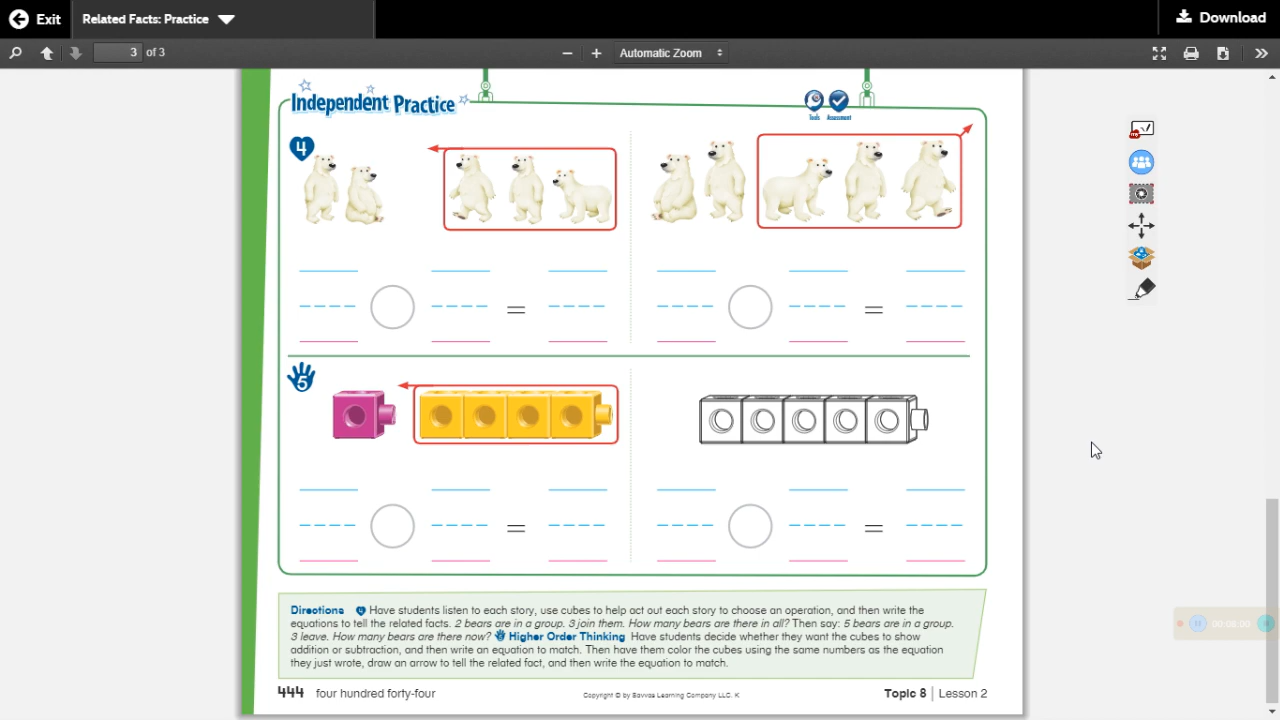 Exit
Related Facts: Practice
Download
3 of 3
Automatic Zoom
Independent Practice
Tools Assessment
4
=
=
5
=
=
Directions 4 Have students listen to each story, use cubes to help act out each story to choose an operation, and then write the
equations to tell the related facts. 2 bears are in a group. 3 join them. How many bears are there in all? Then say: 5 bears are in a group.
3 leave. How many bears are there now? 5 Higher Order Thinking Have students decide whether they want the cubes to show
addition or subtraction, and then write an equation to match. Then have them color the cubes using the same numbers as the equation
they just wrote, draw an arrow to tell the related fact, and then write the equation to match.
444 four hundred forty-four
Copyright © by Savvas Learning Company LLC. K
Topic 8 | Lesson 2
00:00:00